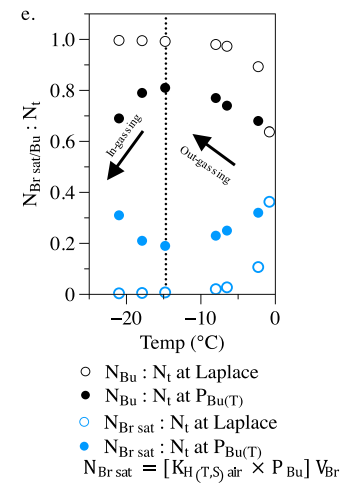 e.
N_Br sat/Bu : N_t
1.0
0.8
0.6
0.4
0.2
0
In-gassing
Out-gassing
−20 −10 0
Temp (°C)
N_Bu : N_t at Laplace
N_Bu : N_t at P_Bu(T)
N_Br sat : N_t at Laplace
N_Br sat : N_t at P_Bu(T)
N_Br sat = [K_H(T,S) air × P_Bu] V_Br